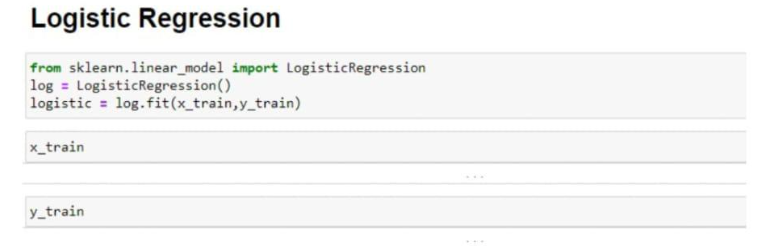 Logistic Regression
from sklearn.linear_model import LogisticRegression
log = LogisticRegression()
logistic = log.fit(x_train,y_train)
x_train
...
y_train
...